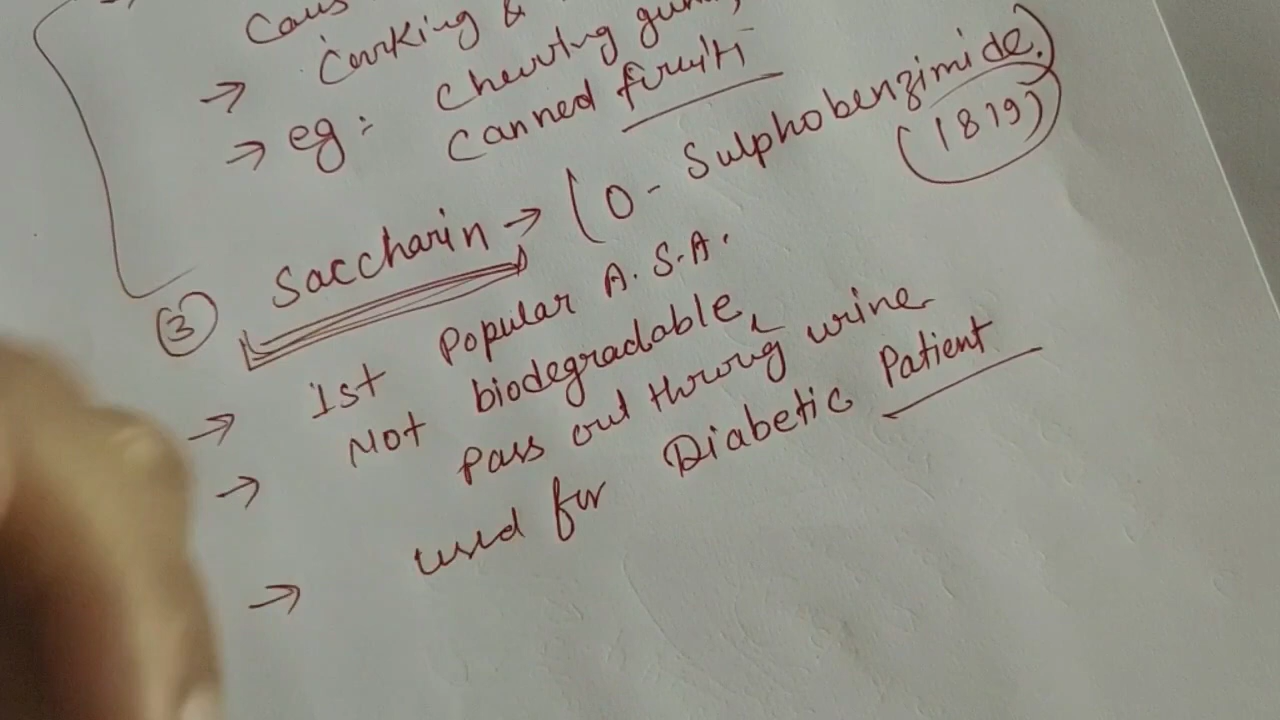 Cooking &
→ eg: chewing gum,
canned fruits
③ Saccharin → (O- Sulphobenzimide.)
(1879)
→ 1st popular A.S.A.
→ Not biodegradable,
pass out throug urine
→ used for Diabetic Patient